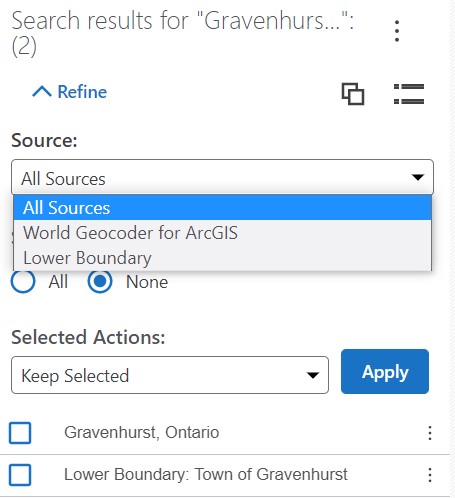 Search results for "Gravenhurs...":
(2)
Refine
Source:
All Sources
All Sources
World Geocoder for ArcGIS
Lower Boundary
All
None
Selected Actions:
Keep Selected
Apply
Gravenhurst, Ontario
Lower Boundary: Town of Gravenhurst